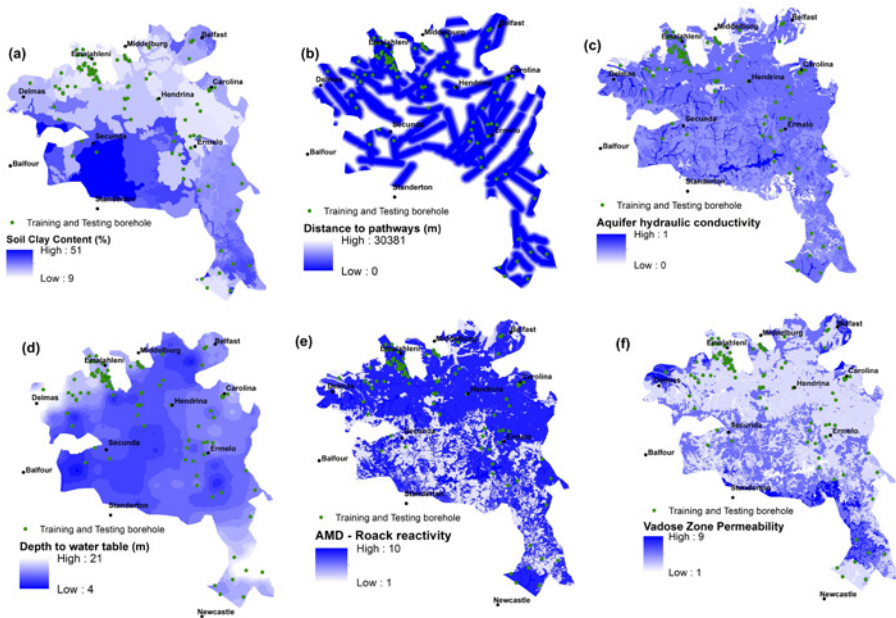 (a)
Middelburg
Belfast
Emalahleni
Delmas
Carolina
Hendrina
Secunda
Ermelo
Balfour
Standerton
Training and Testing borehole
Soil Clay Content (%)
High : 51
Low : 9
(b)
Middelburg
Belfast
Emalahleni
Delmas
Carolina
Hendrina
Secunda
Ermelo
Balfour
Standerton
Training and Testing borehole
Distance to pathways (m)
High : 30381
Low : 0
(c)
Middelburg
Belfast
Emalahleni
Delmas
Carolina
Hendrina
Secunda
Ermelo
Balfour
Standerton
Training and Testing borehole
Aquifer hydraulic conductivity
High : 1
Low : 0
(d)
Middelburg
Belfast
Emalahleni
Delmas
Carolina
Hendrina
Secunda
Ermelo
Balfour
Standerton
Training and Testing borehole
Depth to water table (m)
High : 21
Low : 4
Newcastle
(e)
Middelburg
Belfast
Emalahleni
Delmas
Carolina
Hendrina
Secunda
Ermelo
Balfour
Standerton
Training and Testing borehole
AMD - Roack reactivity
High : 10
Low : 1
Newcastle
(f)
Middelburg
Belfast
Emalahleni
Delmas
Carolina
Hendrina
Secunda
Ermelo
Balfour
Standerton
Training and Testing borehole
Vadose Zone Permeability
High : 9
Low : 1
Newcastle